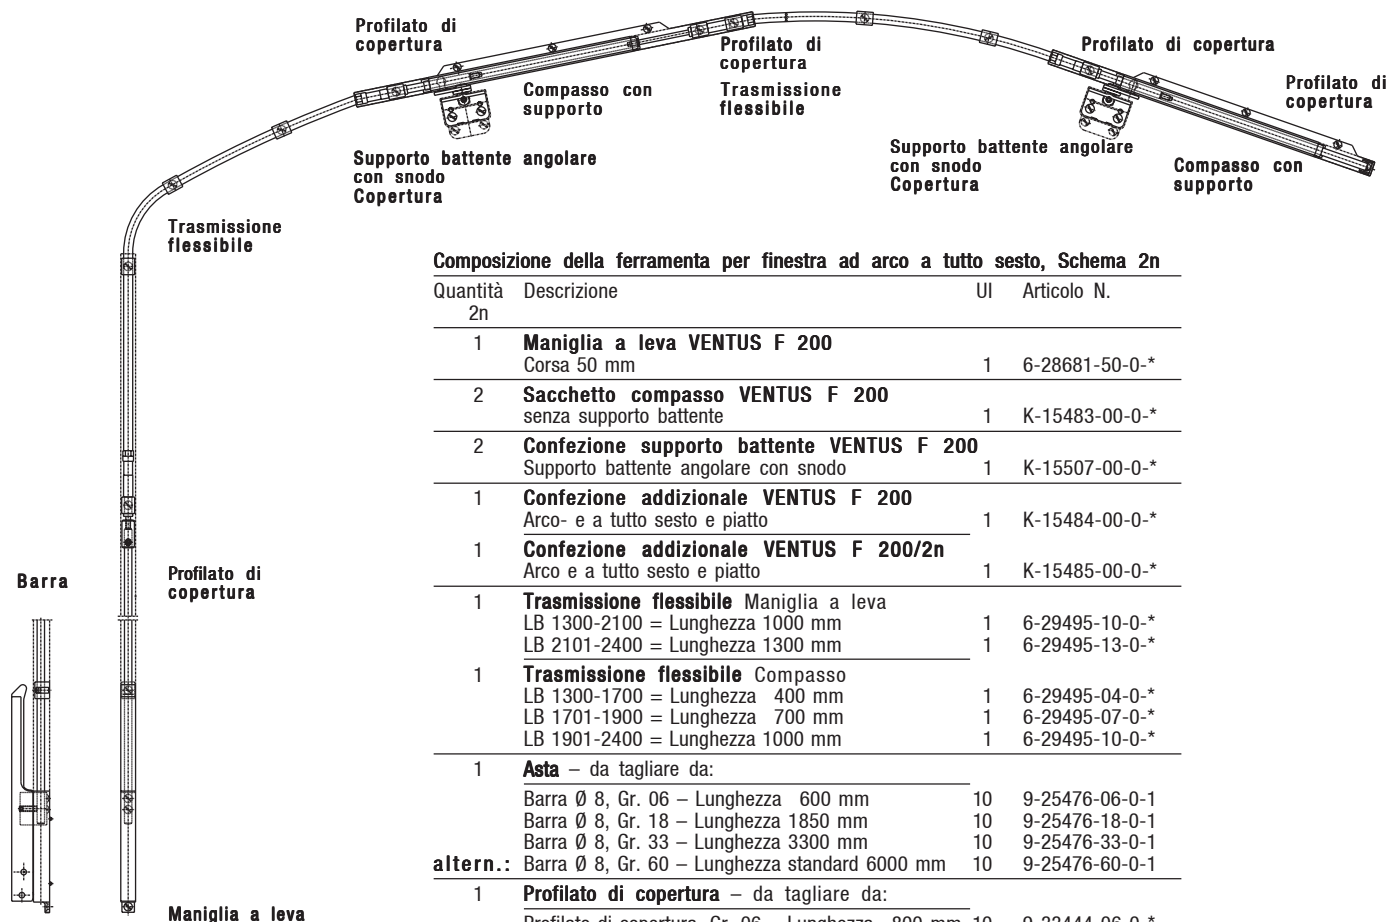 Profilato di
copertura
Profilato di
copertura
Trasmissione
flessibile
Profilato di copertura
Profilato di
copertura
Compasso con
supporto
Supporto battente angolare
con snodo
Copertura
Supporto battente angolare
con snodo
Copertura
Compasso con
supporto
Trasmissione
flessibile
Barra
Profilato di
copertura
Maniglia a leva
Composizione della ferramenta per finestra ad arco a tutto sesto, Schema 2n
Quantità Descrizione UI Articolo N.
2n
1 Maniglia a leva VENTUS F 200
Corsa 50 mm 1 6-28681-50-0-*
2 Sacchetto compasso VENTUS F 200
senza supporto battente 1 K-15483-00-0-*
2 Confezione supporto battente VENTUS F 200
Supporto battente angolare con snodo 1 K-15507-00-0-*
1 Confezione addizionale VENTUS F 200
Arco- e a tutto sesto e piatto 1 K-15484-00-0-*
1 Confezione addizionale VENTUS F 200/2n
Arco e a tutto sesto e piatto 1 K-15485-00-0-*
1 Trasmissione flessibile Maniglia a leva
LB 1300-2100 = Lunghezza 1000 mm 1 6-29495-10-0-*
LB 2101-2400 = Lunghezza 1300 mm 1 6-29495-13-0-*
1 Trasmissione flessibile Compasso
LB 1300-1700 = Lunghezza 400 mm 1 6-29495-04-0-*
LB 1701-1900 = Lunghezza 700 mm 1 6-29495-07-0-*
LB 1901-2400 = Lunghezza 1000 mm 1 6-29495-10-0-*
1 Asta – da tagliare da:
Barra Ø 8, Gr. 06 – Lunghezza 600 mm 10 9-25476-06-0-1
Barra Ø 8, Gr. 18 – Lunghezza 1850 mm 10 9-25476-18-0-1
Barra Ø 8, Gr. 33 – Lunghezza 3300 mm 10 9-25476-33-0-1
altern.: Barra Ø 8, Gr. 60 – Lunghezza standard 6000 mm 10 9-25476-60-0-1
1 Profilato di copertura – da tagliare da:
Profilato di copertura, Gr. 06 – Lunghezza 800 mm 10 9-33444-06-0-*